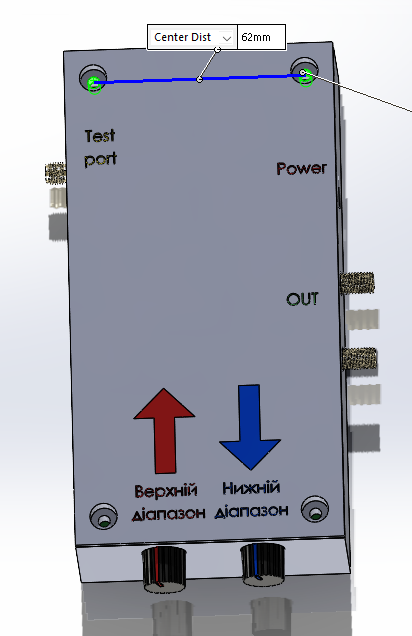 Center Dist 62mm
Test
port
Power
OUT
Верхній Нижній
діапазон діапазон